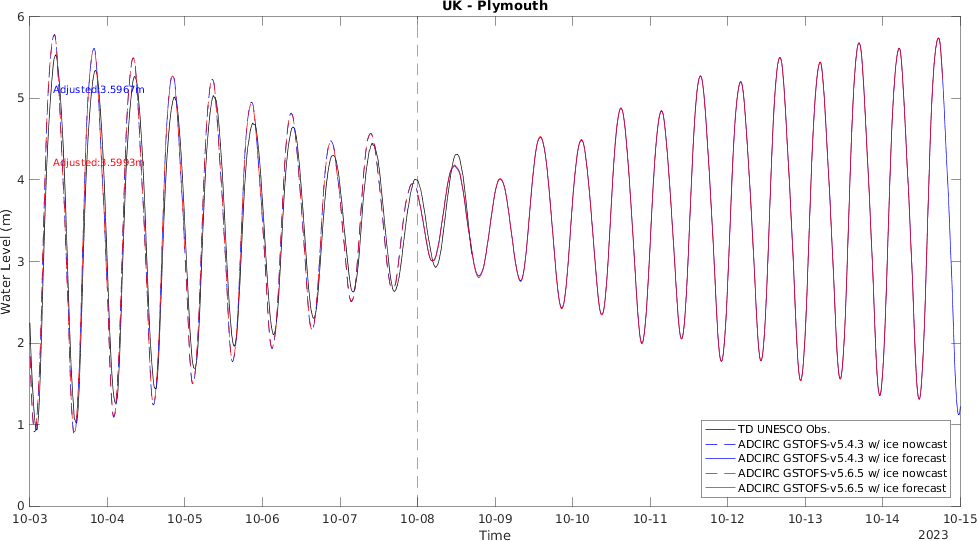 UK - Plymouth
6
5
4
3
2
1
0
Water Level (m)
Adjusted:3.5967m
Adjusted:3.5993m
TD UNESCO Obs.
ADCIRC GSTOFS-v5.4.3 w/ ice nowcast
ADCIRC GSTOFS-v5.4.3 w/ ice forecast
ADCIRC GSTOFS-v5.6.5 w/ ice nowcast
ADCIRC GSTOFS-v5.6.5 w/ ice forecast
10-03 10-04 10-05 10-06 10-07 10-08 10-09 10-10 10-11 10-12 10-13 10-14 10-15
Time
2023